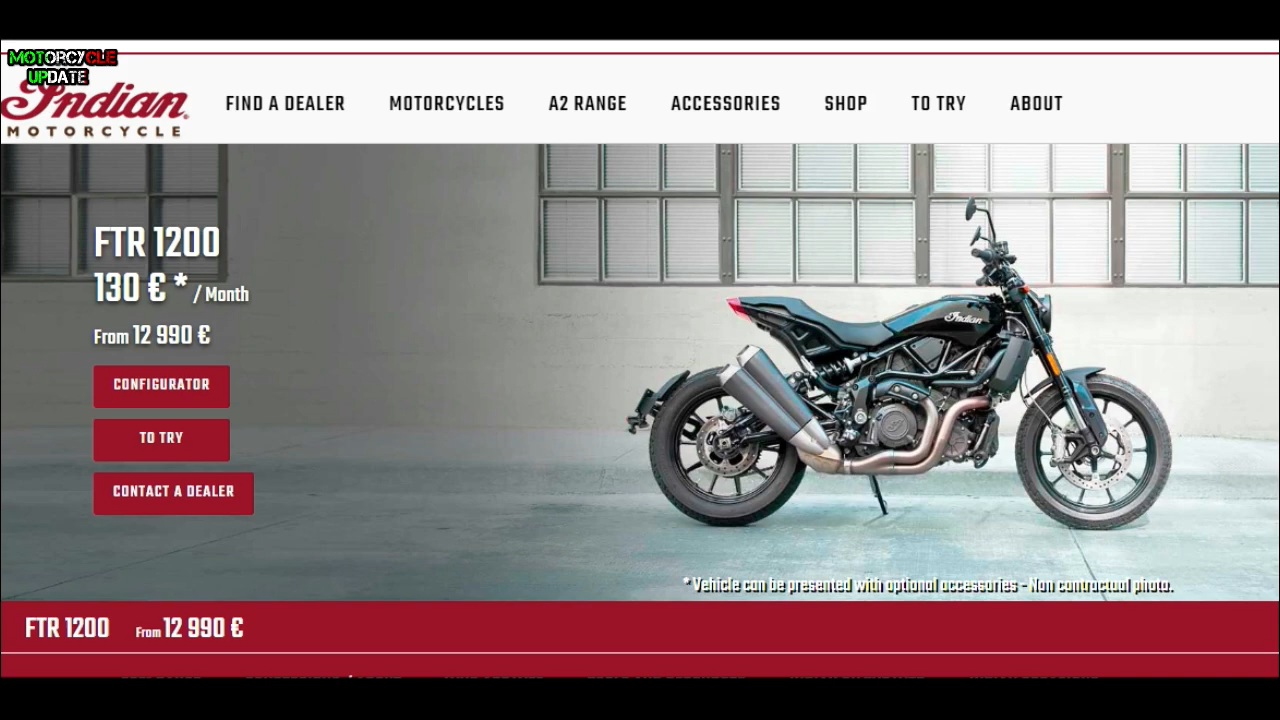 MOTORCYCLE
UPDATE
Indian
MOTORCYCLE
FIND A DEALER MOTORCYCLES A2 RANGE ACCESSORIES SHOP TO TRY ABOUT
FTR 1200
130 € * / Month
From 12 990 €
CONFIGURATOR
TO TRY
CONTACT A DEALER
Indian
* Vehicle can be presented with optional accessories - Non contractual photo.
FTR 1200 From 12 990 €